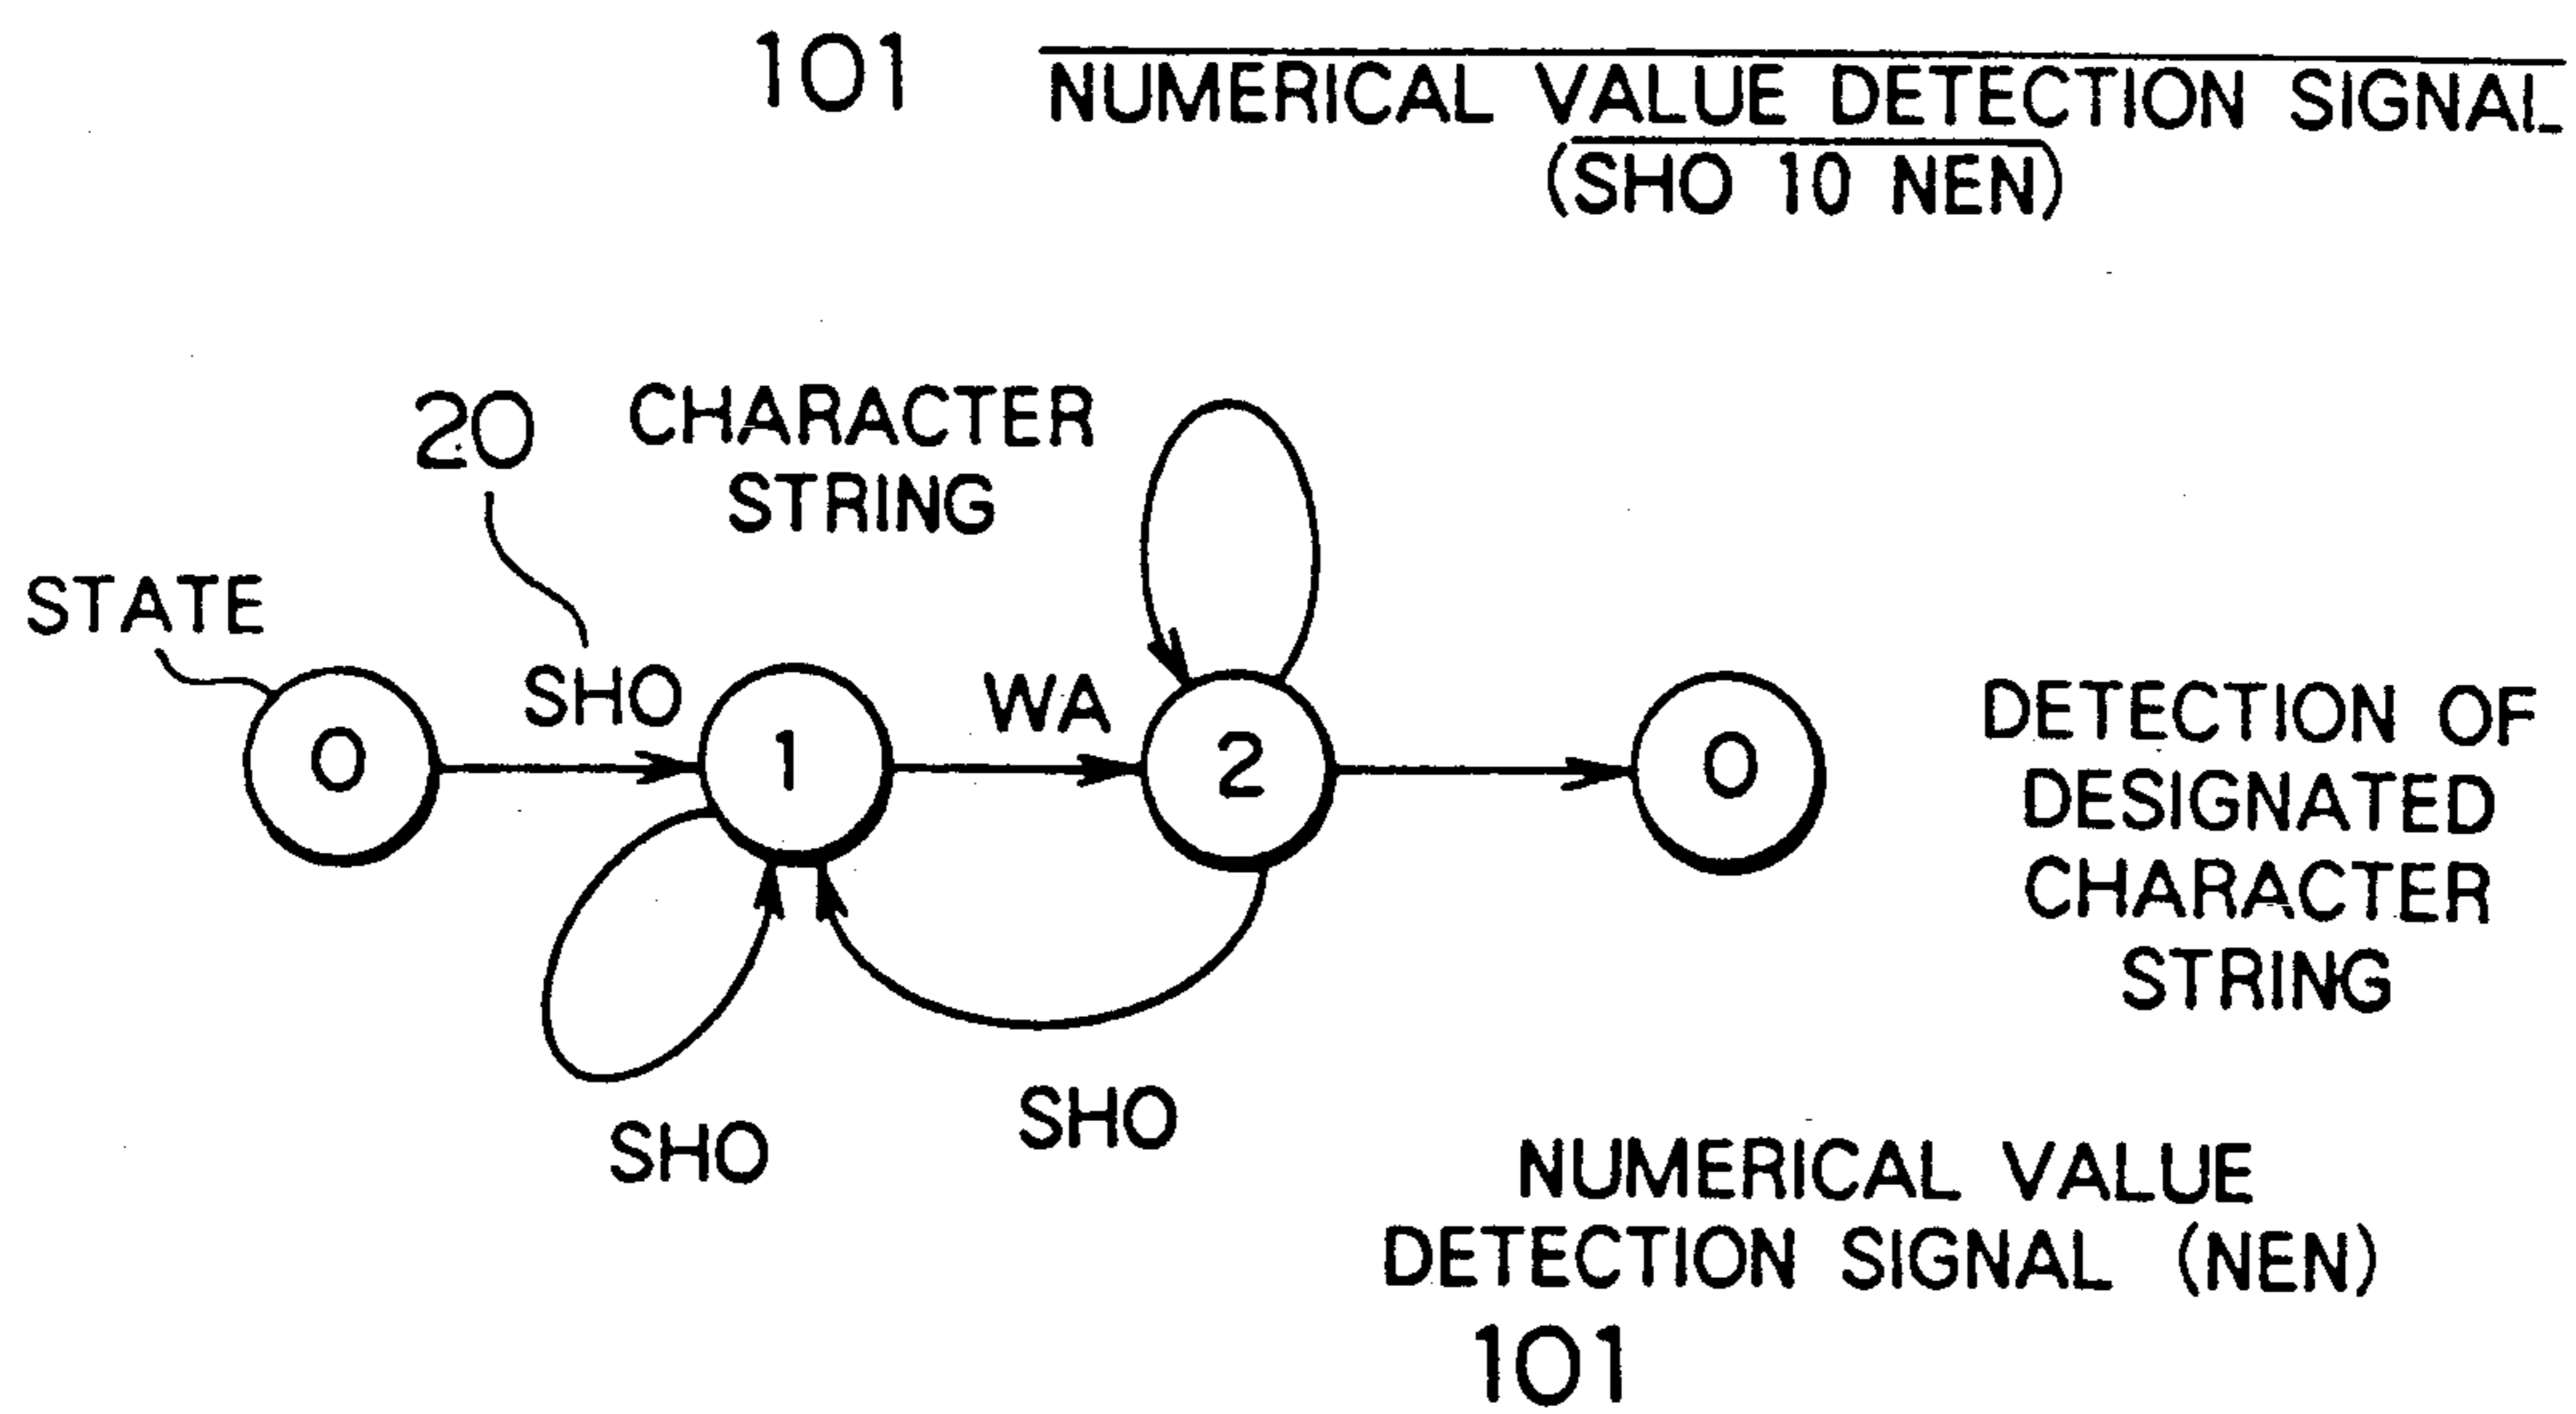 101 NUMERICAL VALUE DETECTION SIGNAL
(SHO 10 NEN)
20 CHARACTER
STRING
STATE
SHO
WA
0
1
2
0
DETECTION OF
DESIGNATED
CHARACTER
STRING
SHO
SHO
NUMERICAL VALUE
DETECTION SIGNAL (NEN)
101